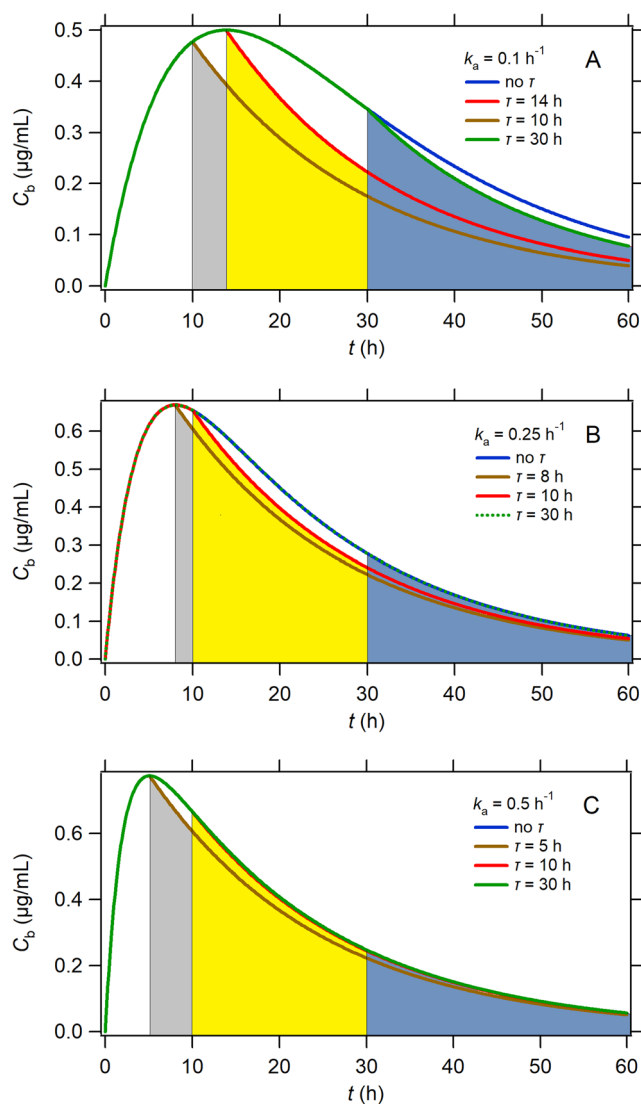 A
kₐ = 0.1 h⁻¹
no τ
τ = 14 h
τ = 10 h
τ = 30 h
C_b (µg/mL)
0.5
0.4
0.3
0.2
0.1
0.0
0 10 20 30 40 50 60
t (h)
B
kₐ = 0.25 h⁻¹
no τ
τ = 8 h
τ = 10 h
τ = 30 h
C_b (µg/mL)
0.6
0.5
0.4
0.3
0.2
0.1
0.0
0 10 20 30 40 50 60
t (h)
C
kₐ = 0.5 h⁻¹
no τ
τ = 5 h
τ = 10 h
τ = 30 h
C_b (µg/mL)
0.6
0.4
0.2
0.0
0 10 20 30 40 50 60
t (h)